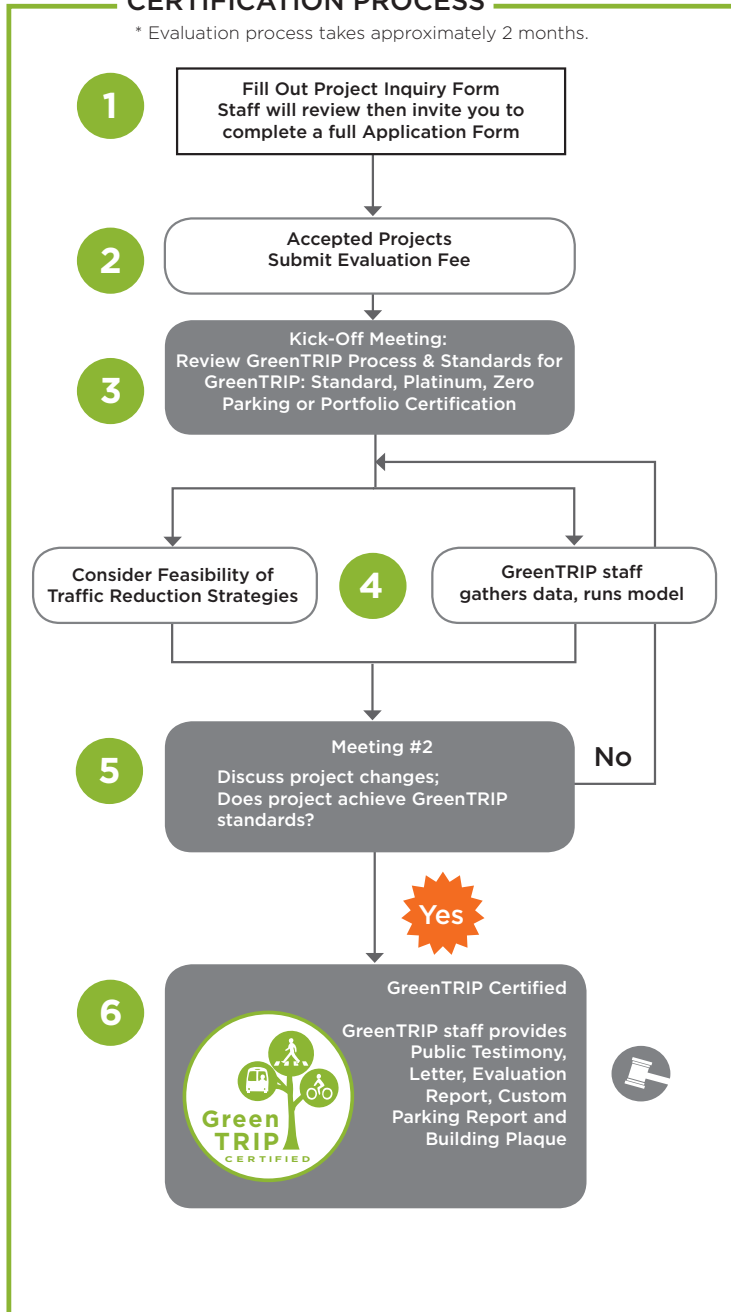 CERTIFICATION PROCESS
* Evaluation process takes approximately 2 months.
1
Fill Out Project Inquiry Form
Staff will review then invite you to
complete a full Application Form
2
Accepted Projects
Submit Evaluation Fee
3
Kick-Off Meeting:
Review GreenTRIP Process & Standards for
GreenTRIP: Standard, Platinum, Zero
Parking or Portfolio Certification
Consider Feasibility of
Traffic Reduction Strategies
4
GreenTRIP staff
gathers data, runs model
5
Meeting #2
Discuss project changes;
Does project achieve GreenTRIP
standards?
No
Yes
6
GreenTRIP Certified
GreenTRIP staff provides
Public Testimony,
Letter, Evaluation
Report, Custom
Parking Report and
Building Plaque
Green
TRIP
CERTIFIED